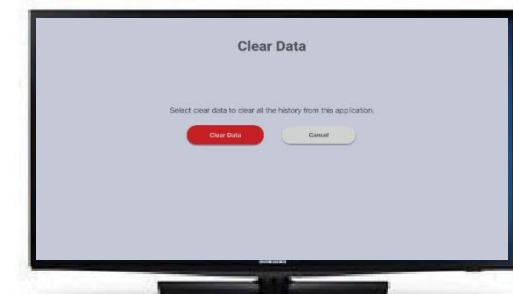 Clear Data
Select clear data to clear all the history from this application.
Clear Data
Cancel